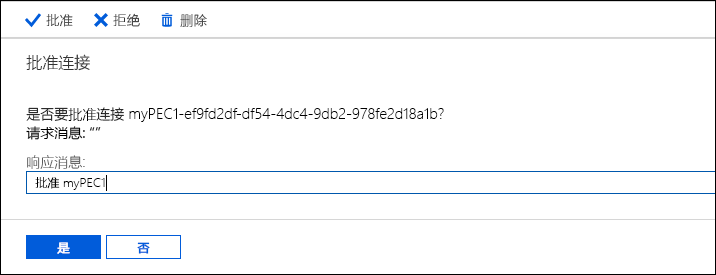 批准 拒绝 删除
批准连接
是否要批准连接 myPEC1-ef9fd2df-df54-4dc4-9db2-978fe2d18a1b?
请求消息: “”
响应消息:
批准 myPEC1
是 否